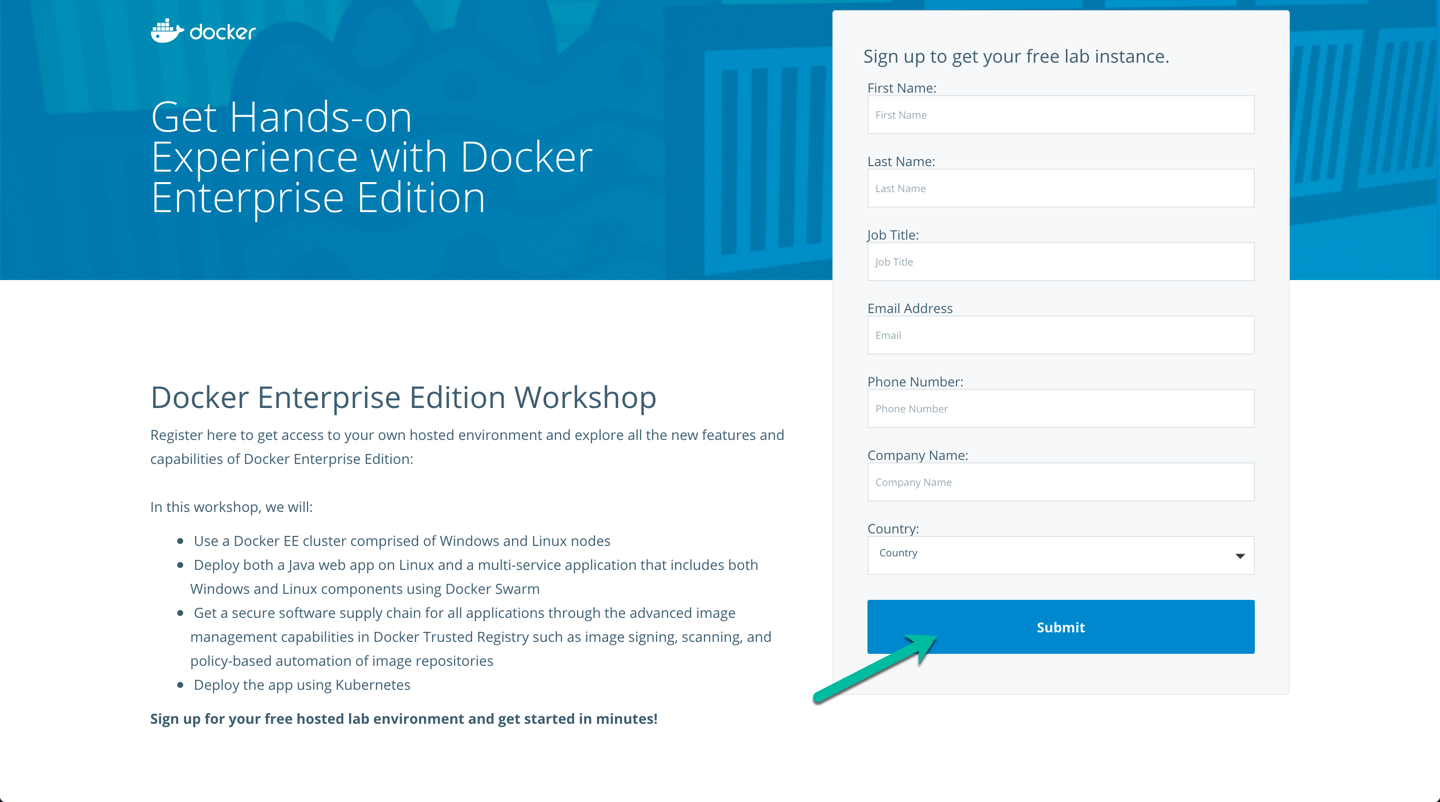 docker
Get Hands-on
Experience with Docker
Enterprise Edition
Docker Enterprise Edition Workshop
Register here to get access to your own hosted environment and explore all the new features and
capabilities of Docker Enterprise Edition:
In this workshop, we will:
Use a Docker EE cluster comprised of Windows and Linux nodes
Deploy both a Java web app on Linux and a multi-service application that includes both
Windows and Linux components using Docker Swarm
Get a secure software supply chain for all applications through the advanced image
management capabilities in Docker Trusted Registry such as image signing, scanning, and
policy-based automation of image repositories
Deploy the app using Kubernetes
Sign up for your free hosted lab environment and get started in minutes!
Sign up to get your free lab instance.
First Name:
First Name
Last Name:
Last Name
Job Title:
Job Title
Email Address
Email
Phone Number:
Phone Number
Company Name:
Company Name
Country:
Country
Submit